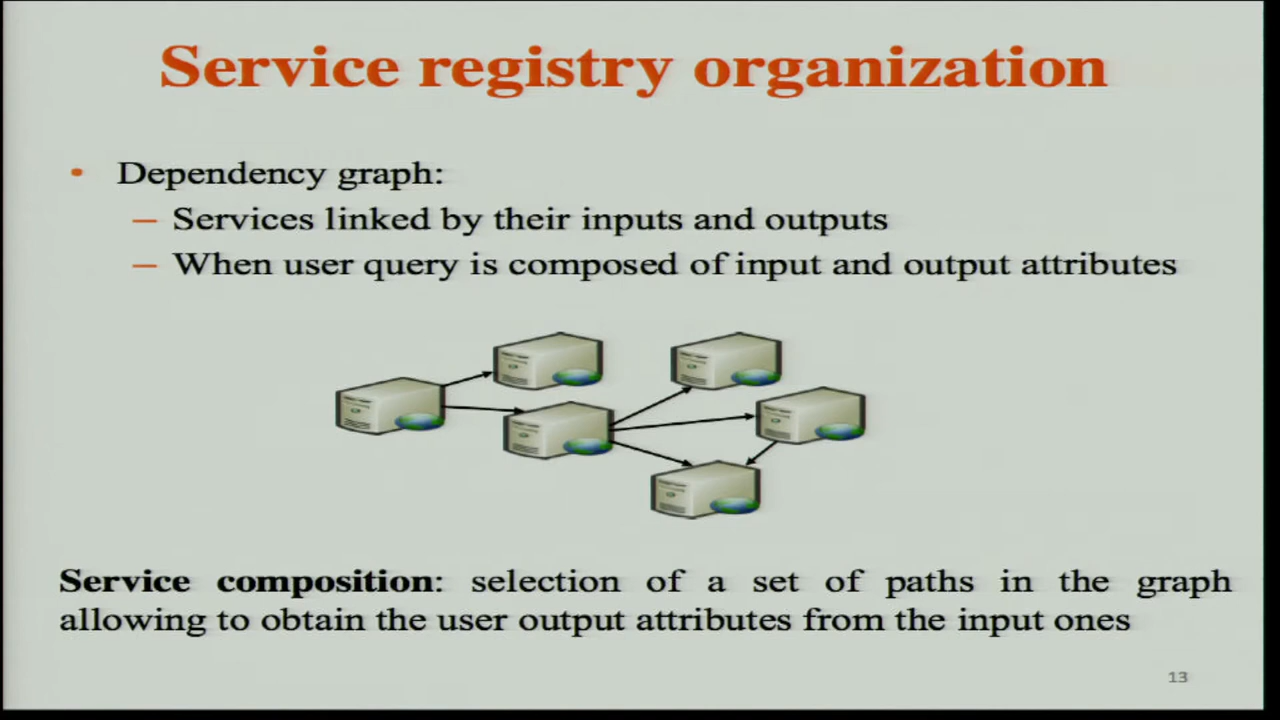 Service registry organization
• Dependency graph:
– Services linked by their inputs and outputs
– When user query is composed of input and output attributes
Service composition: selection of a set of paths in the graph
allowing to obtain the user output attributes from the input ones
13